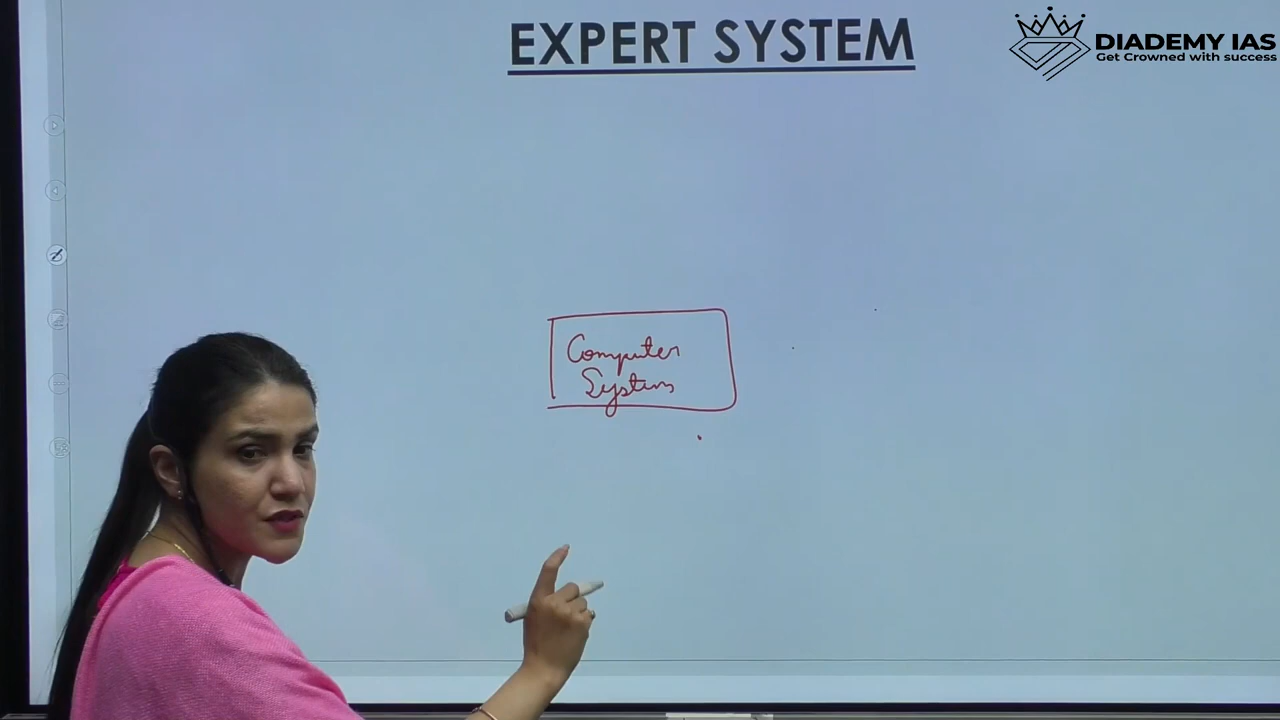 EXPERT SYSTEM
DIADEMY IAS
Get Crowned with success
Computer
System